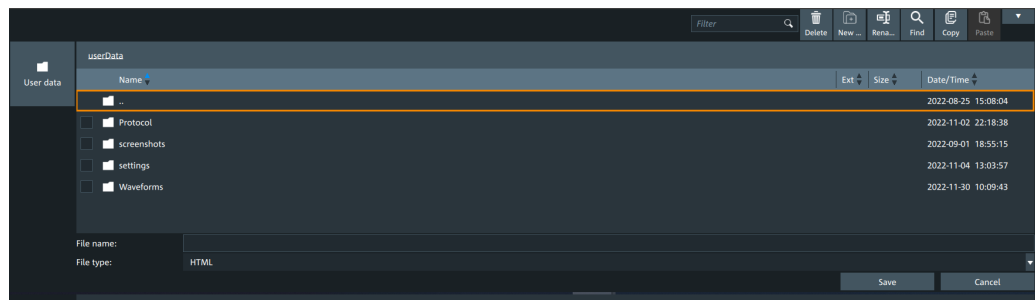 Filter
Delete New ... Rena... Find Copy Paste
userData
User data
Name Ext Size Date/Time
.. 2022-08-25 15:08:04
Protocol 2022-11-02 22:18:38
screenshots 2022-09-01 18:55:15
settings 2022-11-04 13:03:57
Waveforms 2022-11-30 10:09:43
File name:
File type: HTML
Save Cancel